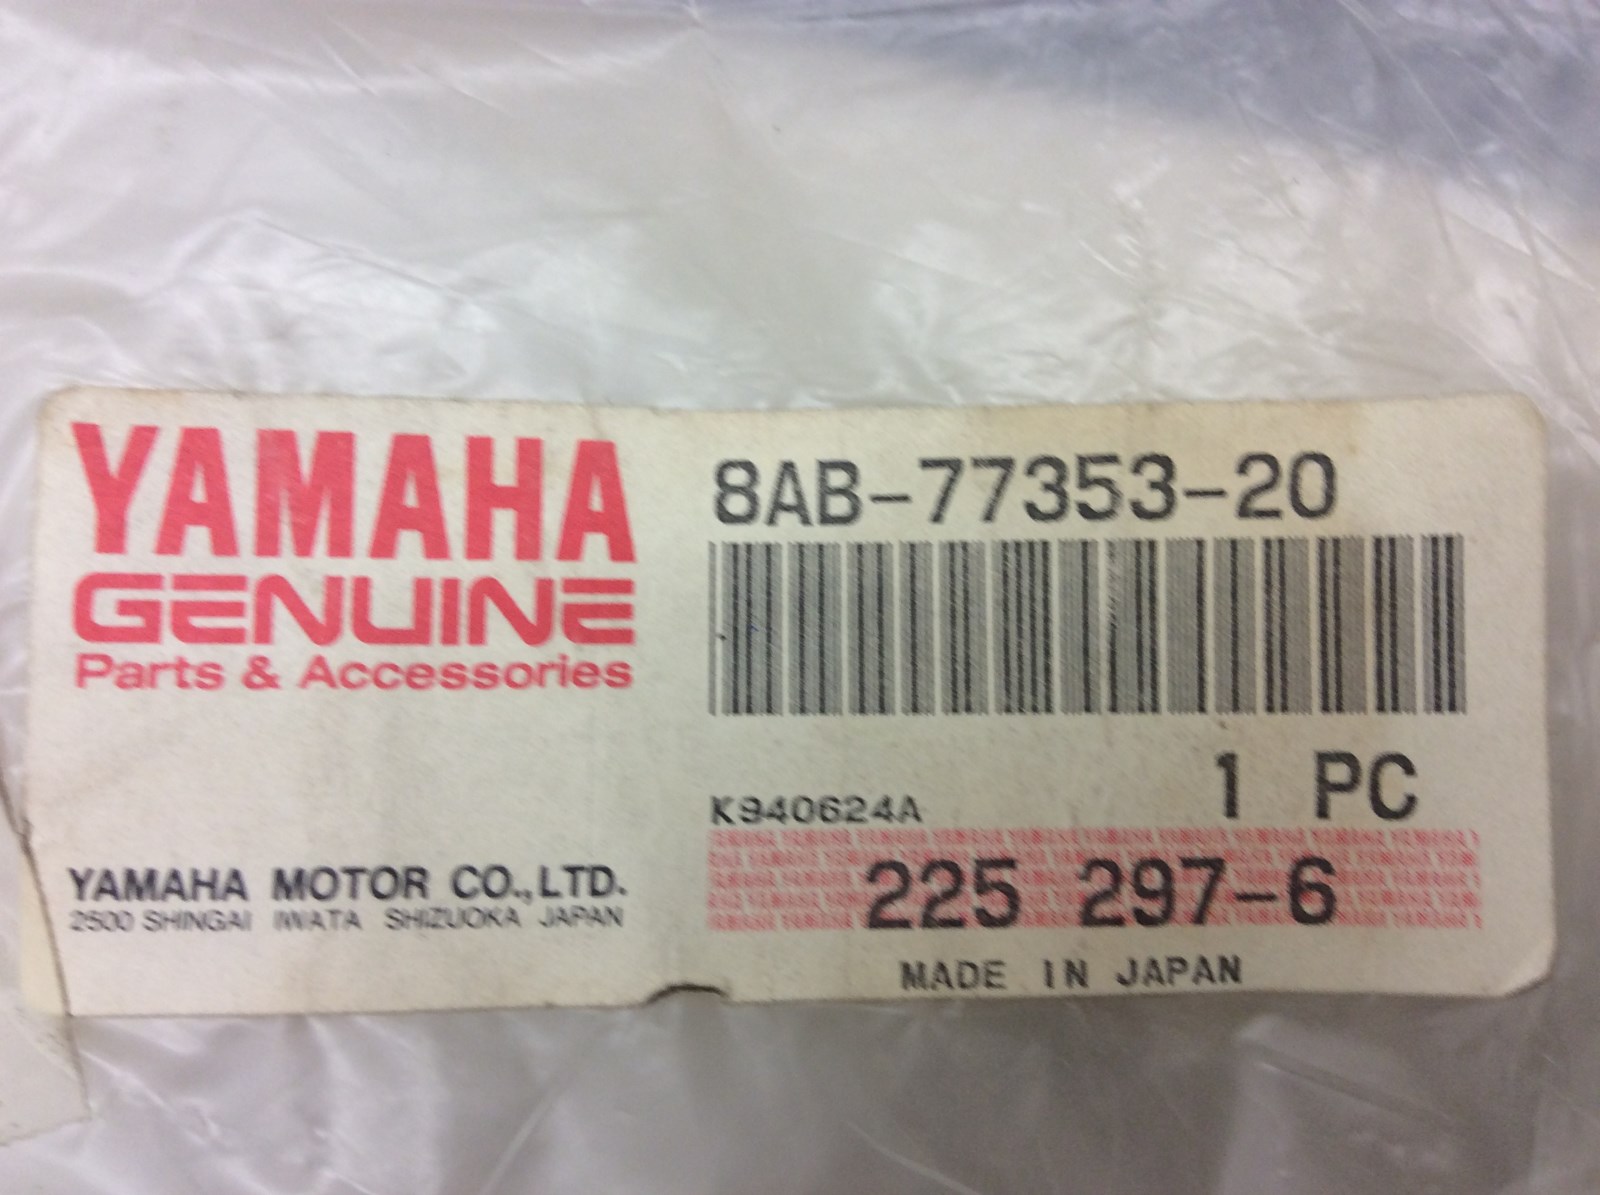 YAMAHA
GENUINE
Parts & Accessories
YAMAHA MOTOR CO.,LTD.
2500 SHINGAI IWATA SHIZUOKA JAPAN
8AB-77353-20
1 PC
K940624A
225 297-6
MADE IN JAPAN